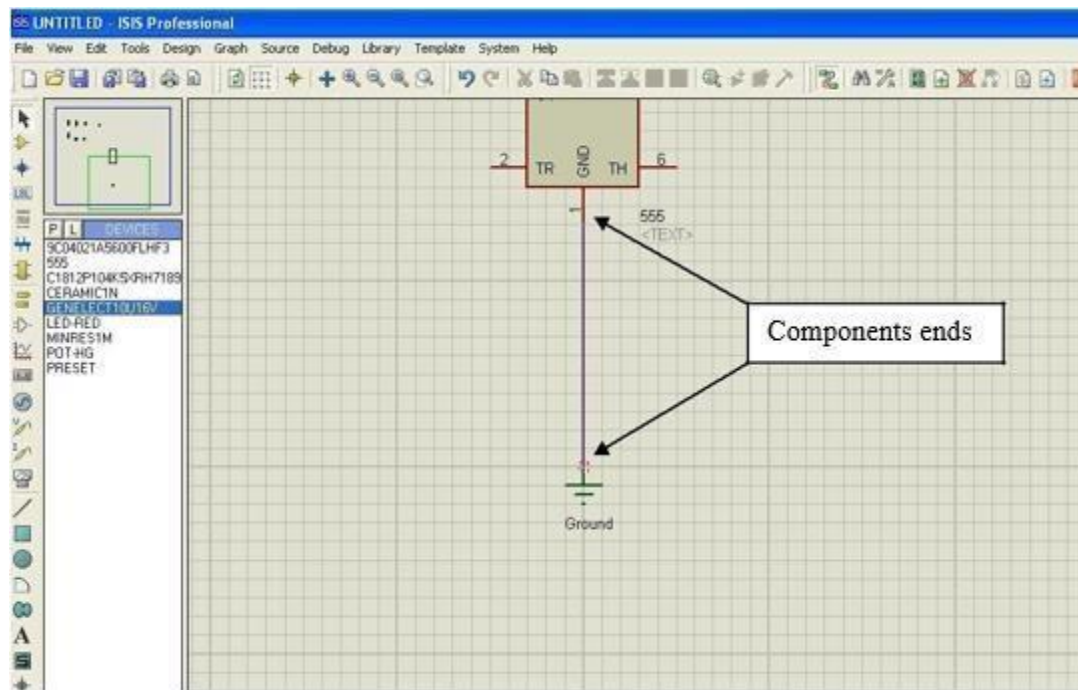 UNTITLED - ISIS Professional
File View Edit Tools Design Graph Source Debug Library Template System Help
2 TR GND TH 6
1
555
<TEXT>
LBL
P L DEVICES
9C04021A5600FLHF3
555
CERAMIC1N
GENELECT10U16V
LED-RED
MINRES1M
POT-HG
PRESET
Components ends
Ground
A
S